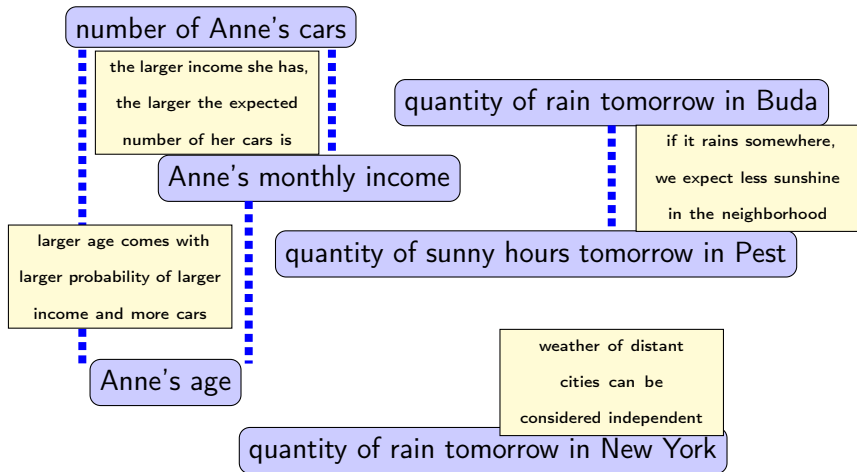 number of Anne's cars
the larger income she has,
the larger the expected
number of her cars is
quantity of rain tomorrow in Buda
if it rains somewhere,
we expect less sunshine
in the neighborhood
Anne's monthly income
larger age comes with
larger probability of larger
income and more cars
quantity of sunny hours tomorrow in Pest
Anne's age
weather of distant
cities can be
considered independent
quantity of rain tomorrow in New York